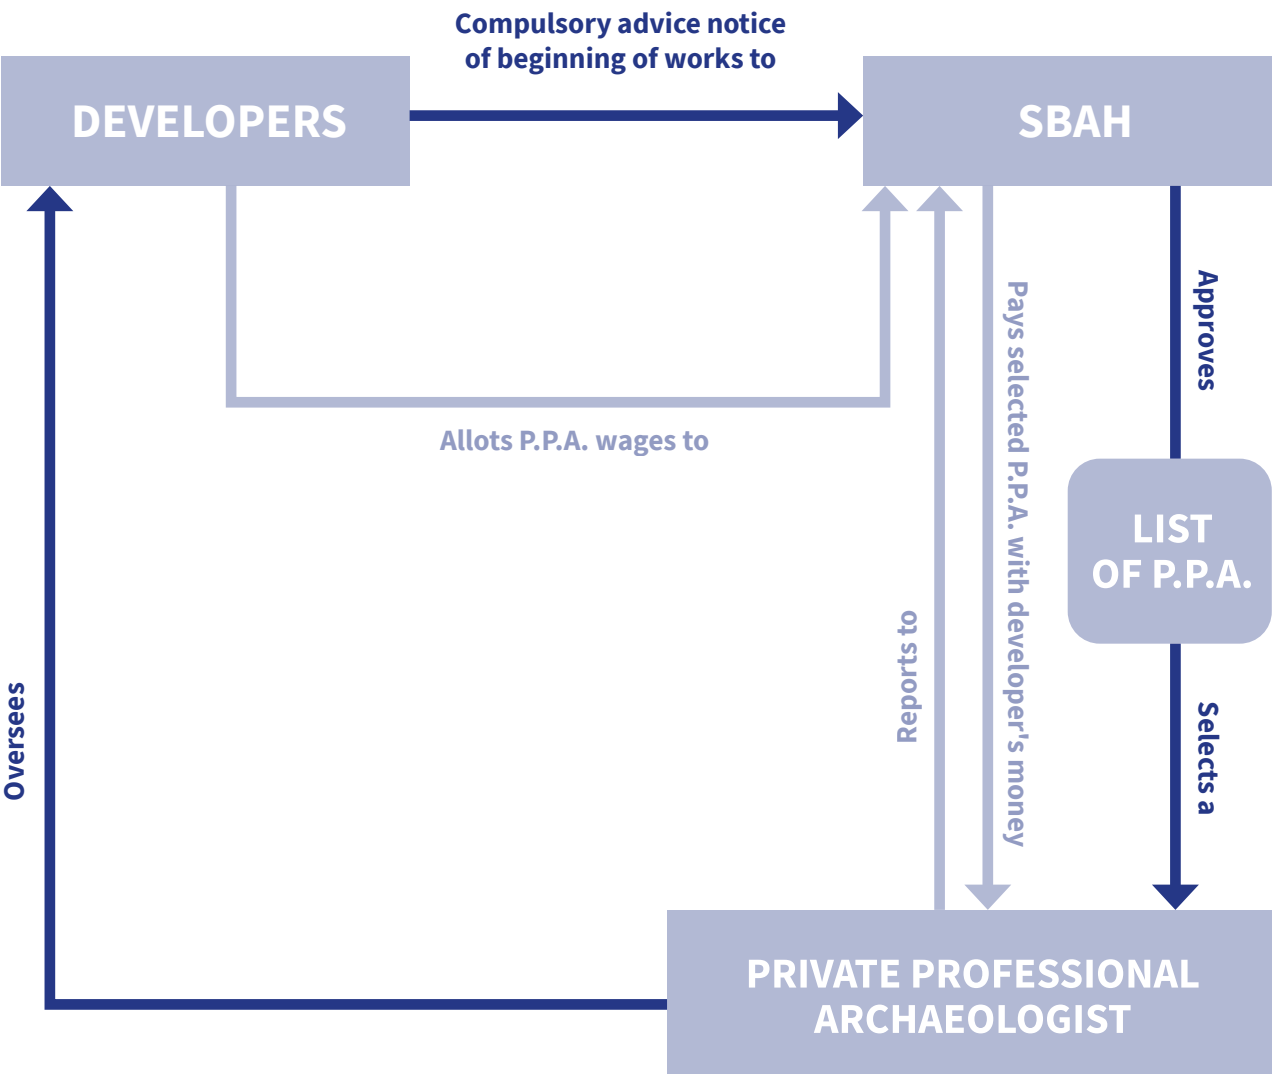 Compulsory advice notice
of beginning of works to
DEVELOPERS
SBAH
Approves
Pays selected P.P.A. with developer's money
Allots P.P.A. wages to
LIST
OF P.P.A.
Reports to
Oversees
Selects a
PRIVATE PROFESSIONAL
ARCHAEOLOGIST